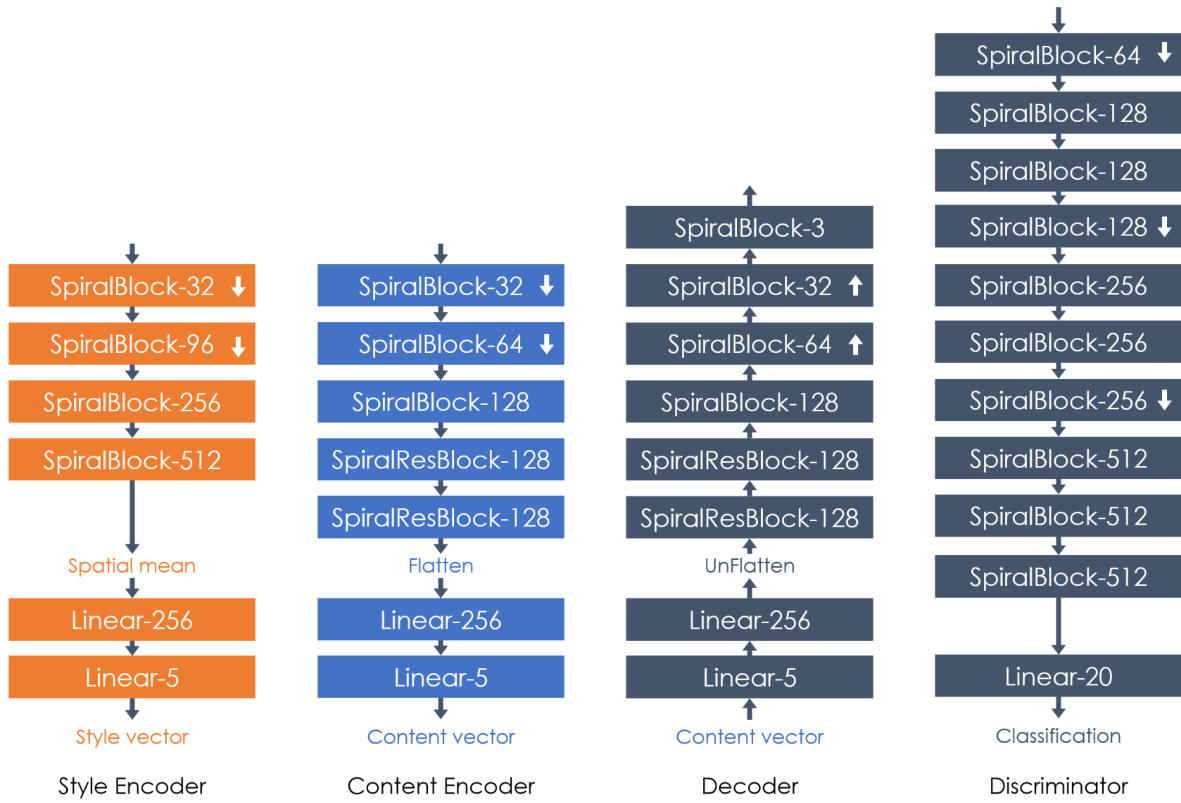 SpiralBlock-32
SpiralBlock-96
SpiralBlock-256
SpiralBlock-512
Spatial mean
Linear-256
Linear-5
Style vector
Style Encoder
SpiralBlock-32
SpiralBlock-64
SpiralBlock-128
SpiralResBlock-128
SpiralResBlock-128
Flatten
Linear-256
Linear-5
Content vector
Content Encoder
SpiralBlock-3
SpiralBlock-32
SpiralBlock-64
SpiralBlock-128
SpiralResBlock-128
SpiralResBlock-128
UnFlatten
Linear-256
Linear-5
Content vector
Decoder
SpiralBlock-64
SpiralBlock-128
SpiralBlock-128
SpiralBlock-128
SpiralBlock-256
SpiralBlock-256
SpiralBlock-256
SpiralBlock-512
SpiralBlock-512
SpiralBlock-512
Linear-20
Classification
Discriminator